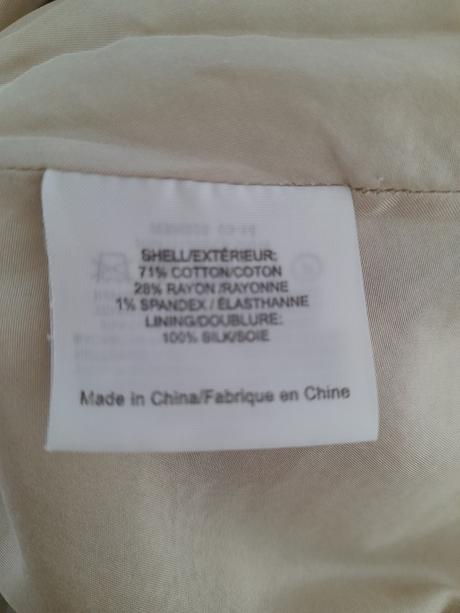 SHELL/EXTÉRIEUR:
71% COTTON/COTON
28% RAYON /RAYONNE
1% SPANDEX / ÉLASTHANNE
LINING/DOUBLURE:
100% SILK/SOIE
Made in China/Fabrique en Chine